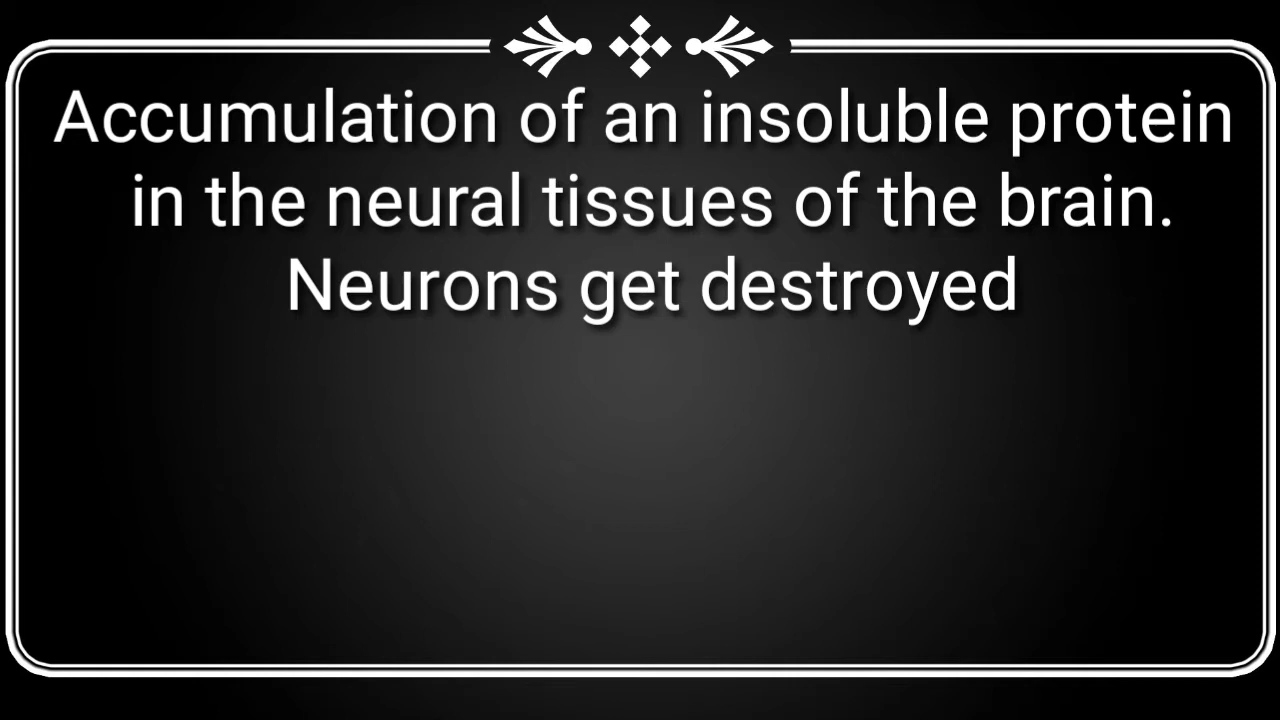 Accumulation of an insoluble protein
in the neural tissues of the brain.
Neurons get destroyed